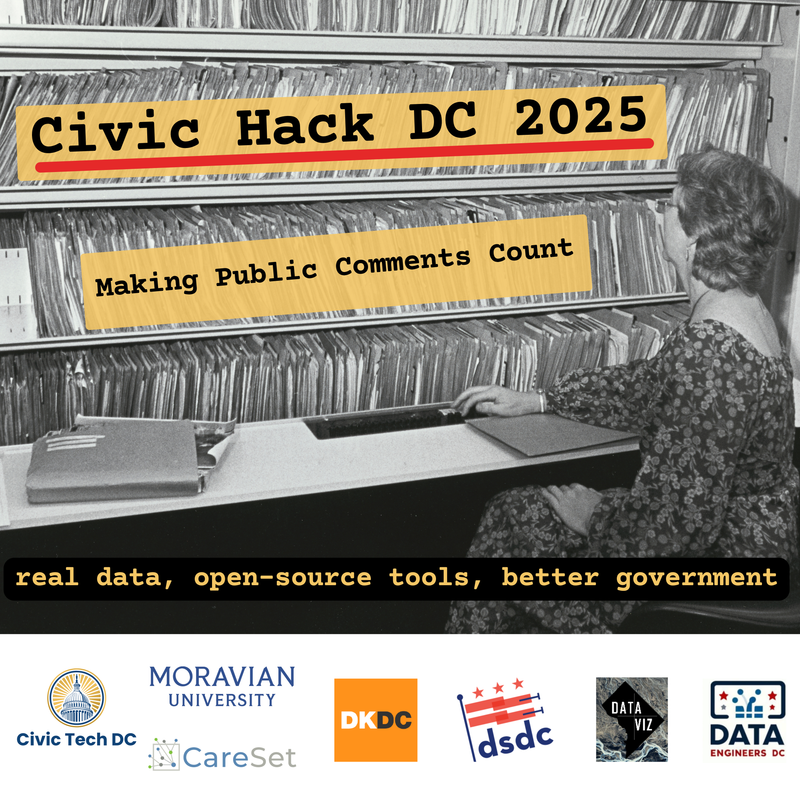 Civic Hack DC 2025
Making Public Comments Count
real data, open-source tools, better government
Civic Tech DC
MORAVIAN
UNIVERSITY
CareSet
DKDC
dsdc
DATA
VIZ
DATA
ENGINEERS DC